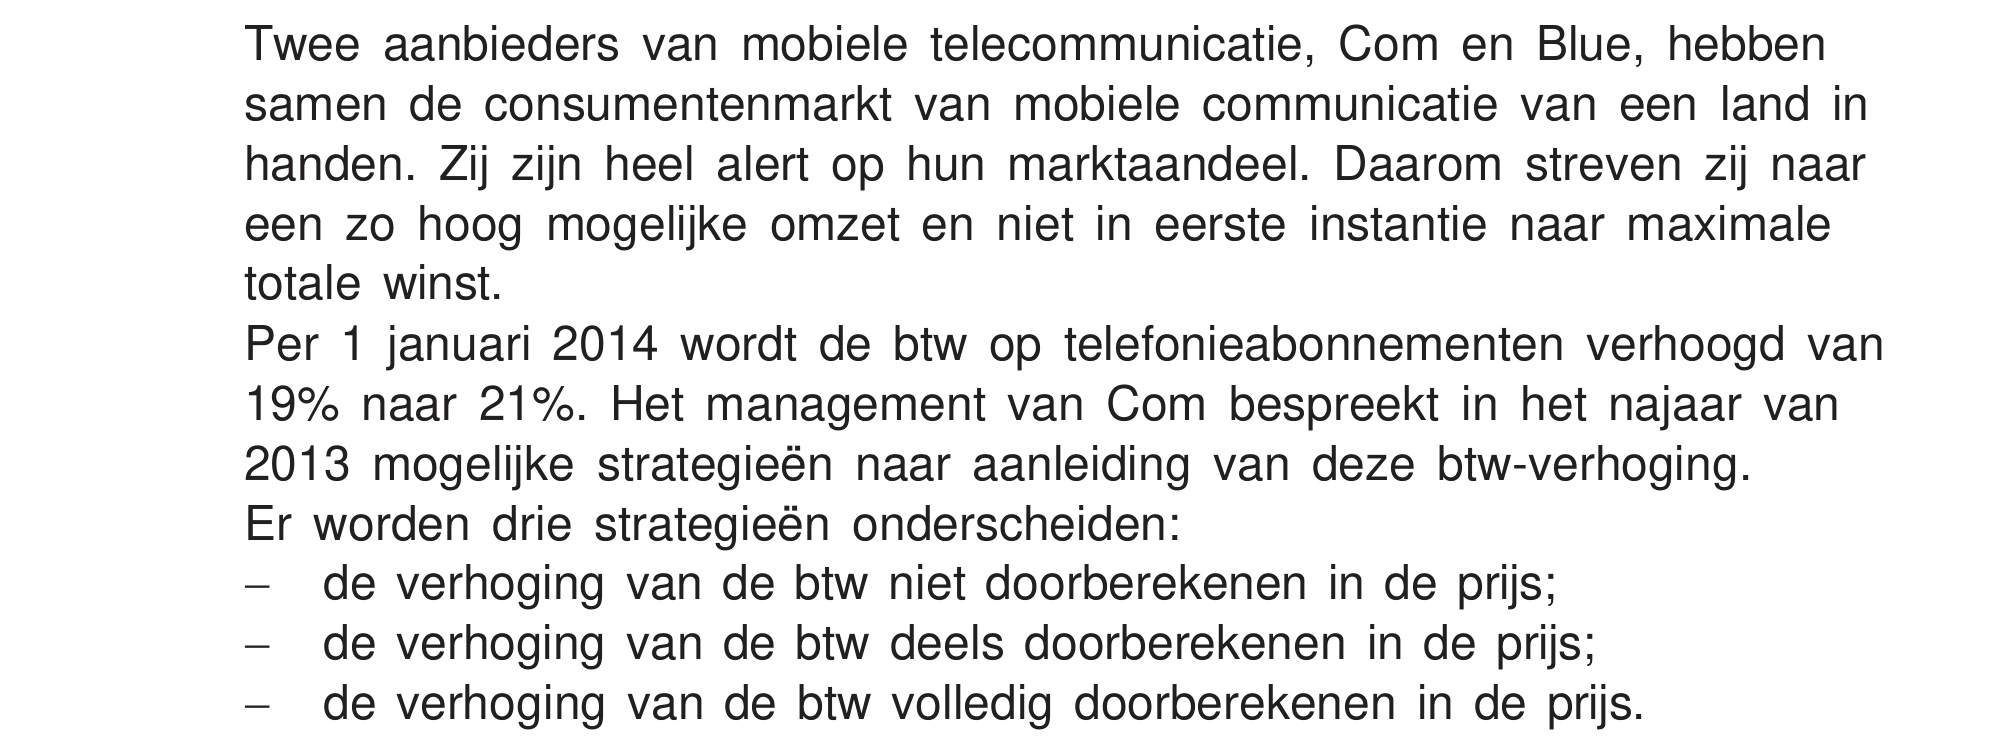 Twee aanbieders van mobiele telecommunicatie, Com en Blue, hebben
samen de consumentenmarkt van mobiele communicatie van een land in
handen. Zij zijn heel alert op hun marktaandeel. Daarom streven zij naar
een zo hoog mogelijke omzet en niet in eerste instantie naar maximale
totale winst.
Per 1 januari 2014 wordt de btw op telefonieabonnementen verhoogd van
19% naar 21%. Het management van Com bespreekt in het najaar van
2013 mogelijke strategieën naar aanleiding van deze btw-verhoging.
Er worden drie strategieën onderscheiden:
– de verhoging van de btw niet doorberekenen in de prijs;
– de verhoging van de btw deels doorberekenen in de prijs;
– de verhoging van de btw volledig doorberekenen in de prijs.